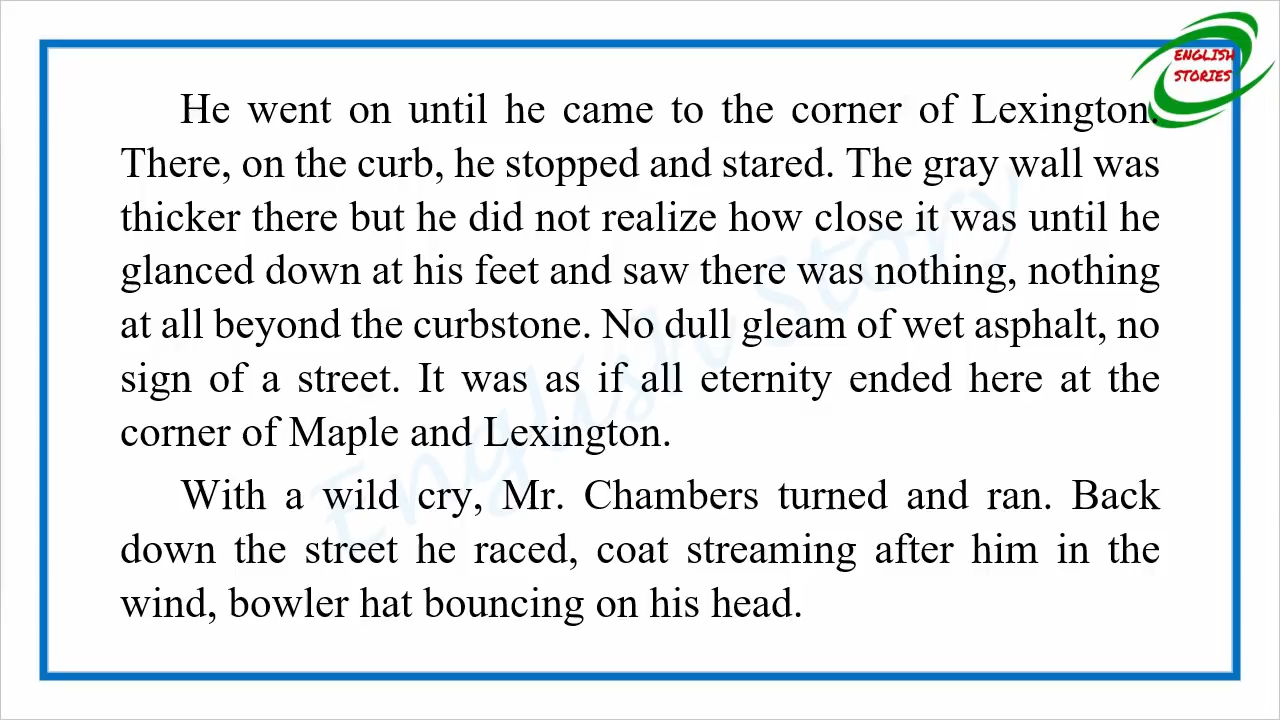 ENGLISH
STORIES
He went on until he came to the corner of Lexington.
There, on the curb, he stopped and stared. The gray wall was
thicker there but he did not realize how close it was until he
glanced down at his feet and saw there was nothing, nothing
at all beyond the curbstone. No dull gleam of wet asphalt, no
sign of a street. It was as if all eternity ended here at the
corner of Maple and Lexington.
With a wild cry, Mr. Chambers turned and ran. Back
down the street he raced, coat streaming after him in the
wind, bowler hat bouncing on his head.
English Story